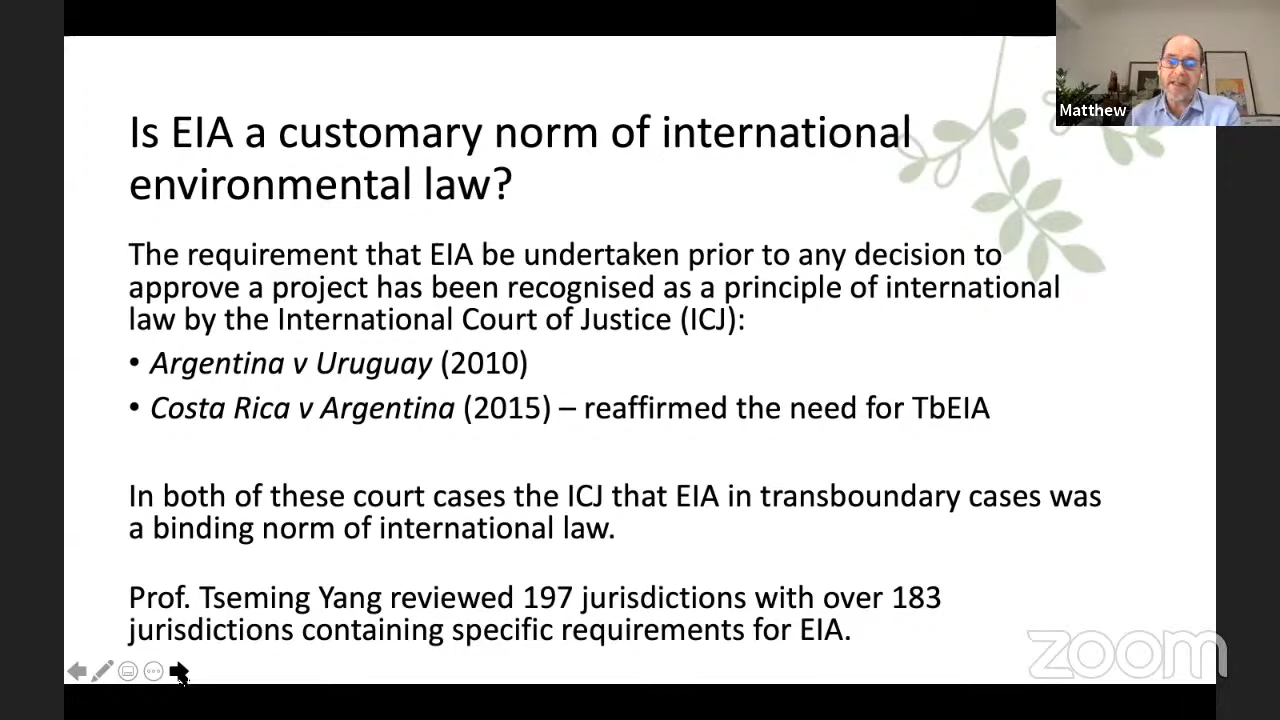 Matthew
Is EIA a customary norm of international
environmental law?
The requirement that EIA be undertaken prior to any decision to
approve a project has been recognised as a principle of international
law by the International Court of Justice (ICJ):
• Argentina v Uruguay (2010)
• Costa Rica v Argentina (2015) – reaffirmed the need for TbEIA
In both of these court cases the ICJ that EIA in transboundary cases was
a binding norm of international law.
Prof. Tseming Yang reviewed 197 jurisdictions with over 183
jurisdictions containing specific requirements for EIA.
zoom